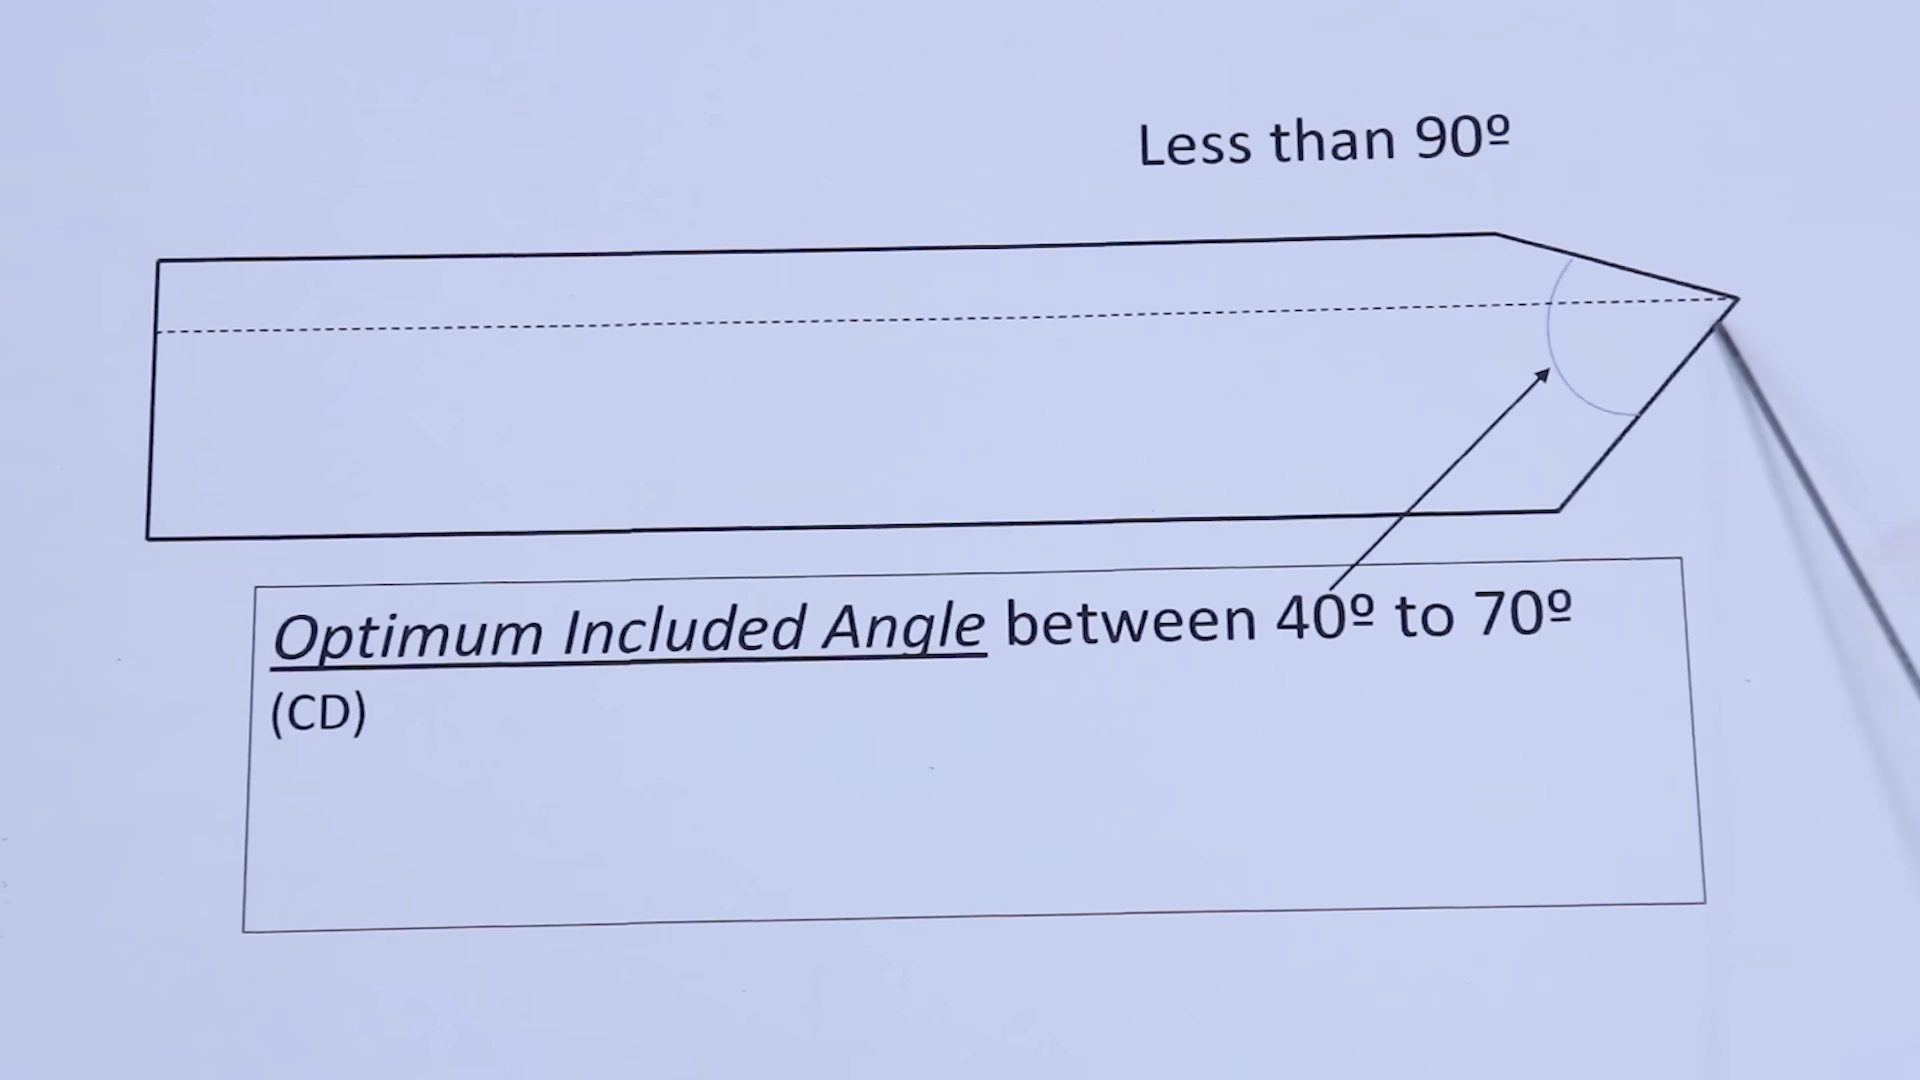 Less than 90º
Optimum Included Angle between 40º to 70º
(CD)